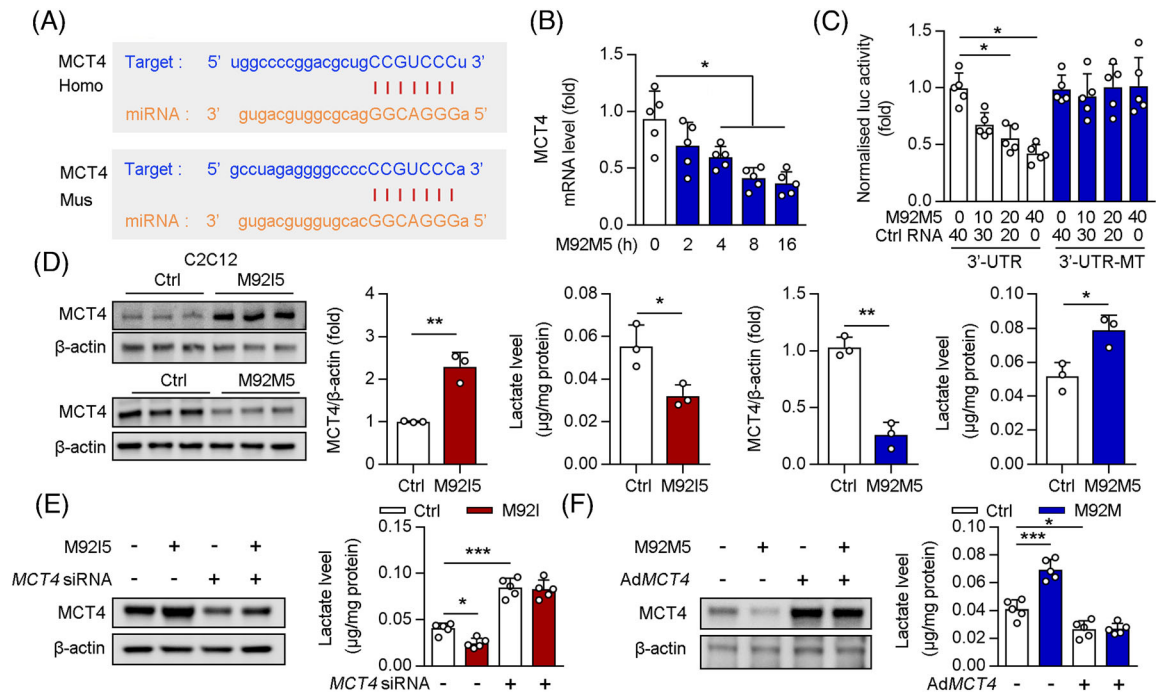 (A)
MCT4 Target : 5' uggccccggacgcugCCGUCCCu 3'
Homo
miRNA : 3' gugacguggcgcagGGCAGGGa 5'
MCT4 Target : 5' gccuagaggggccccCCGUCCCa 3'
Mus
miRNA : 3' gugacguggugcacGGCAGGGa 5'
(B)
MCT4
mRNA level (fold)
1.5
1.0
0.5
0.0
*
M92M5 (h) 0 2 4 8 16
(C)
Normalised luc activity
(fold)
1.5
1.0
0.5
0.0
*
*
M92M5 0 10 20 40 0 10 20 40
Ctrl RNA 40 30 20 0 40 30 20 0
3'-UTR 3'-UTR-MT
(D)
C2C12
Ctrl M92I5
MCT4
β-actin
Ctrl M92M5
MCT4
β-actin
MCT4/β-actin (fold)
4
3
2
1
0
**
Ctrl M92I5
Lactate lveel
(μg/mg protein)
0.08
0.06
0.04
0.02
0.00
*
Ctrl M92I5
MCT4/β-actin (fold)
1.5
1.0
0.5
0.0
**
Ctrl M92M5
Lactate lveel
(μg/mg protein)
0.10
0.08
0.06
0.04
0.02
0.00
*
Ctrl M92M5
(E)
M92I5 - + - +
MCT4 siRNA - - + +
MCT4
β-actin
Ctrl M92I
Lactate lveel
(μg/mg protein)
0.15
0.10
0.05
0.00
*
***
MCT4 siRNA - - + +
(F)
M92M5 - + - +
AdMCT4 - - + +
MCT4
β-actin
Ctrl M92M
Lactate lveel
(μg/mg protein)
0.10
0.08
0.06
0.04
0.02
0.00
***
*
AdMCT4 - - + +